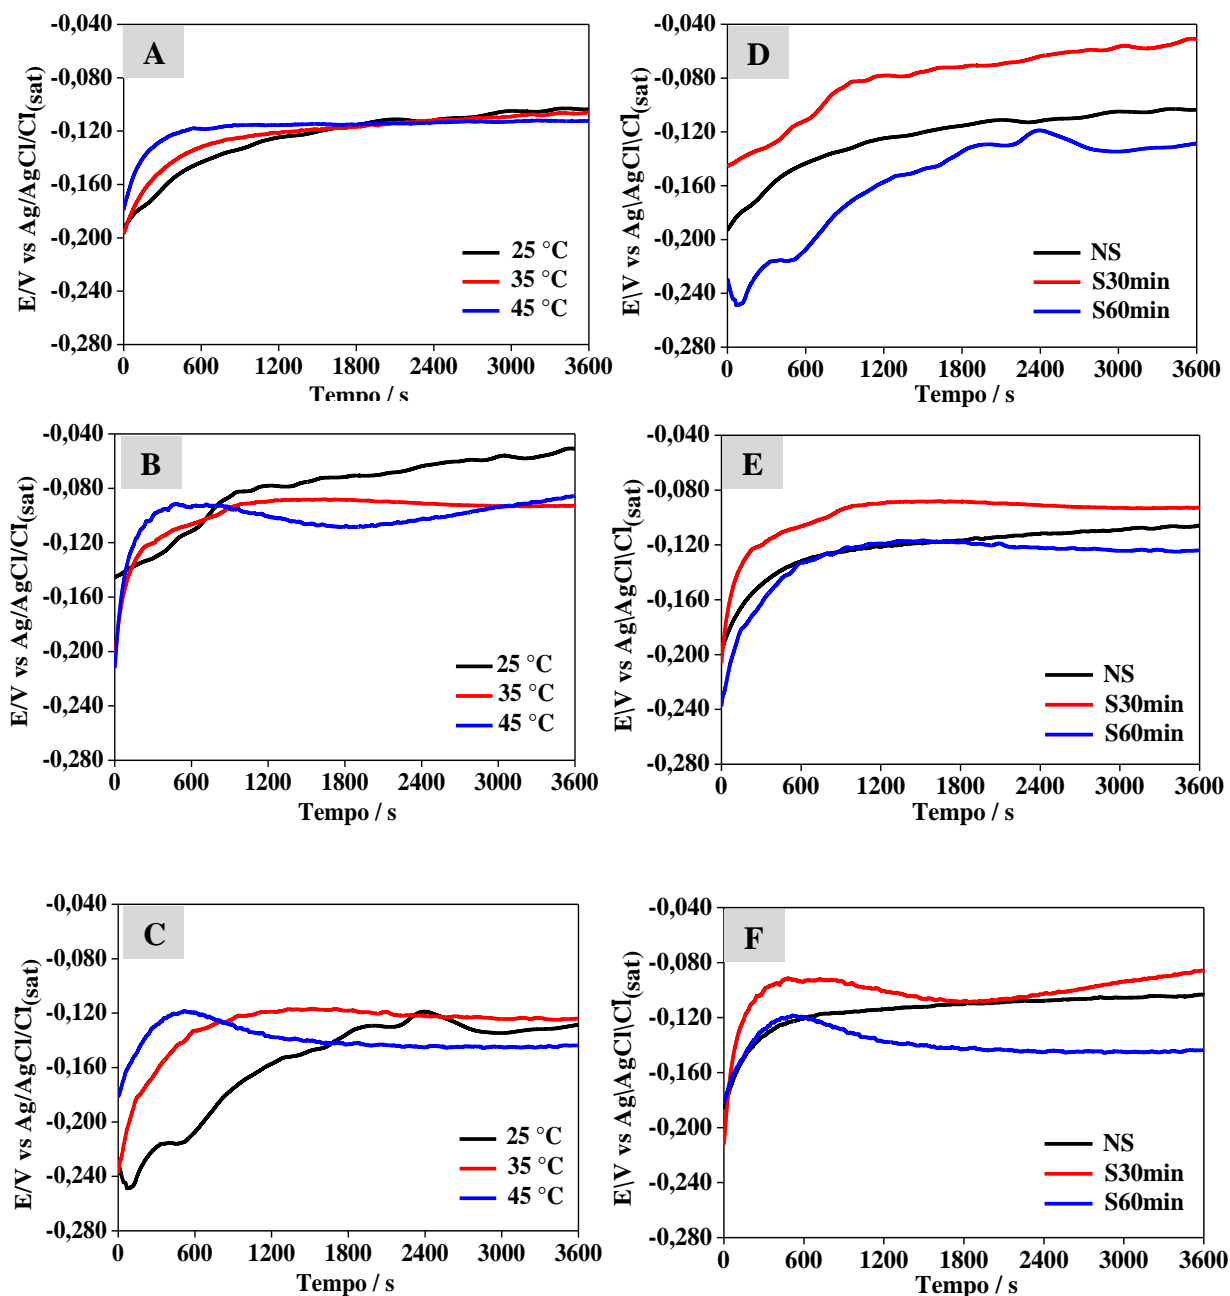 A
E/V vs Ag/AgCl/Cl(sat)
-0,040
-0,080
-0,120
-0,160
-0,200
-0,240
-0,280
25 °C
35 °C
45 °C
0 600 1200 1800 2400 3000 3600
Tempo / s
D
E\V vs Ag\AgCl\Cl(sat)
-0,040
-0,080
-0,120
-0,160
-0,200
-0,240
-0,280
NS
S30min
S60min
0 600 1200 1800 2400 3000 3600
Tempo / s
B
E/V vs Ag/AgCl/Cl(sat)
-0,040
-0,080
-0,120
-0,160
-0,200
-0,240
-0,280
25 °C
35 °C
45 °C
0 600 1200 1800 2400 3000 3600
Tempo / s
E
E\V vs Ag\AgCl\Cl(sat)
-0,040
-0,080
-0,120
-0,160
-0,200
-0,240
-0,280
NS
S30min
S60min
0 600 1200 1800 2400 3000 3600
Tempo / s
C
E/V vs Ag/AgCl/Cl(sat)
-0,040
-0,080
-0,120
-0,160
-0,200
-0,240
-0,280
25 °C
35 °C
45 °C
0 600 1200 1800 2400 3000 3600
Tempo / s
F
E\V vs Ag\AgCl\Cl(sat)
-0,040
-0,080
-0,120
-0,160
-0,200
-0,240
-0,280
NS
S30min
S60min
0 600 1200 1800 2400 3000 3600
Tempo / s